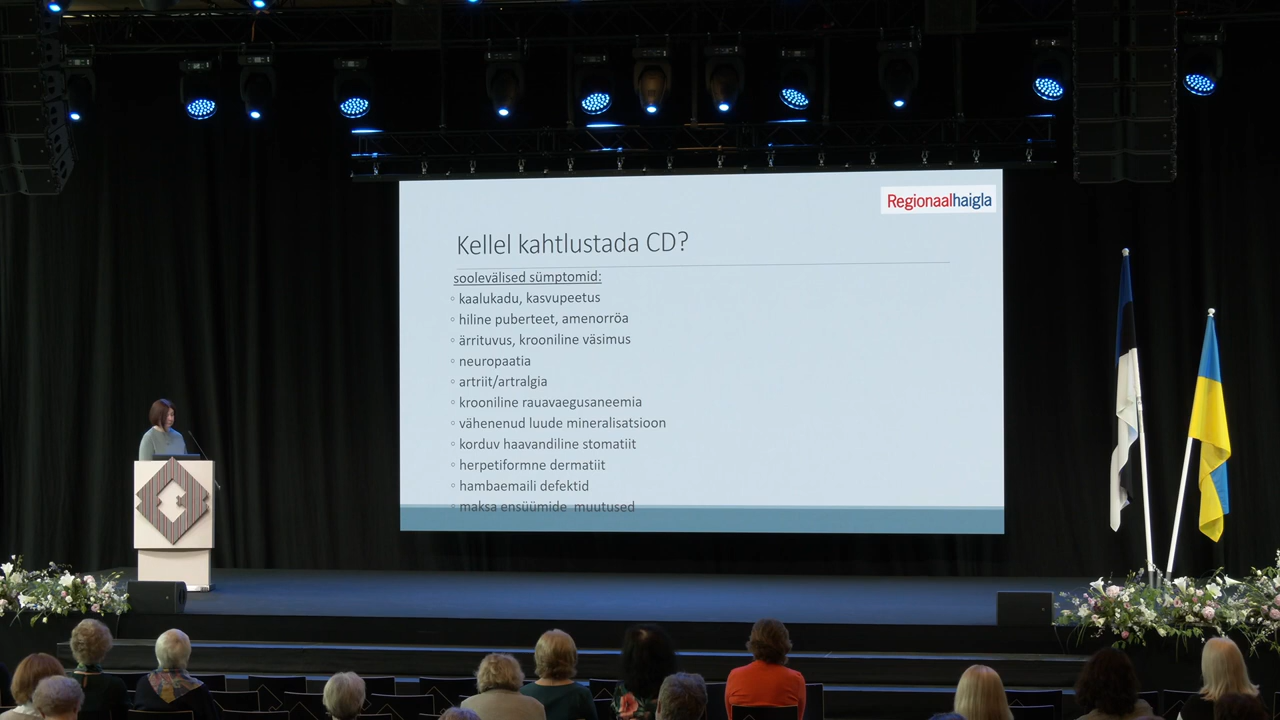 Regionaalhaigla
Kellel kahtlustada CD?
soolevälised sümptomid:
◦ kaalukadu, kasvupeetus
◦ hiline puberteet, amenorröa
◦ ärrituvus, krooniline väsimus
◦ neuropaatia
◦ artriit/artralgia
◦ krooniline rauavaegusaneemia
◦ vähenenud luude mineralisatsioon
◦ korduv haavandiline stomatiit
◦ herpetiformne dermatiit
◦ hambaemaili defektid
◦ maksa ensüümide muutused